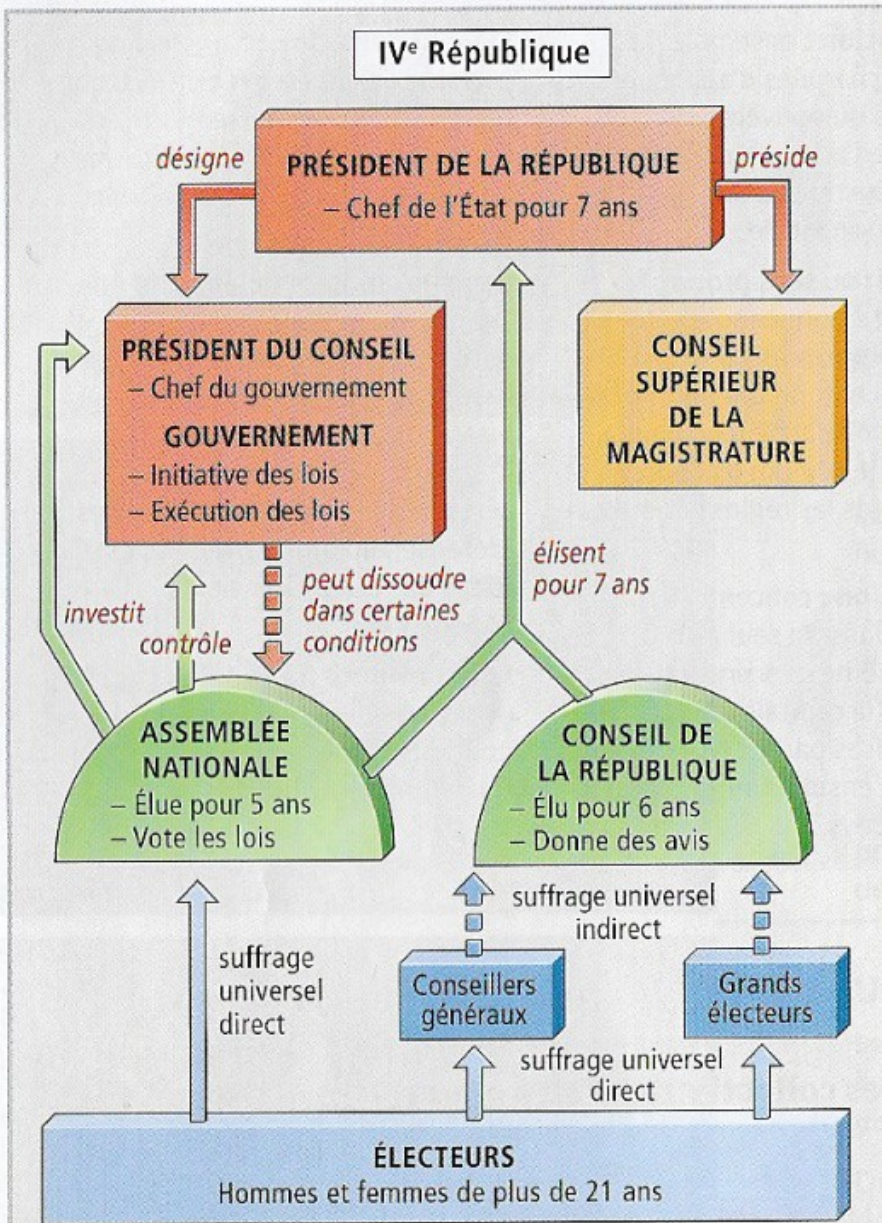 IVe République
désigne
PRÉSIDENT DE LA RÉPUBLIQUE
– Chef de l'État pour 7 ans
préside
PRÉSIDENT DU CONSEIL
– Chef du gouvernement
GOUVERNEMENT
– Initiative des lois
– Exécution des lois
CONSEIL
SUPÉRIEUR
DE LA
MAGISTRATURE
investit
contrôle
peut dissoudre
dans certaines
conditions
élisent
pour 7 ans
ASSEMBLÉE
NATIONALE
– Élue pour 5 ans
– Vote les lois
CONSEIL DE
LA RÉPUBLIQUE
– Élu pour 6 ans
– Donne des avis
suffrage
universel
direct
suffrage universel
indirect
Conseillers
généraux
Grands
électeurs
suffrage universel
direct
ÉLECTEURS
Hommes et femmes de plus de 21 ans